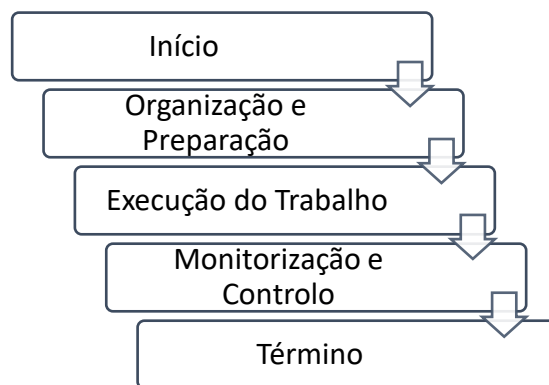 Início
Organização e
Preparação
Execução do Trabalho
Monitorização e
Controlo
Término